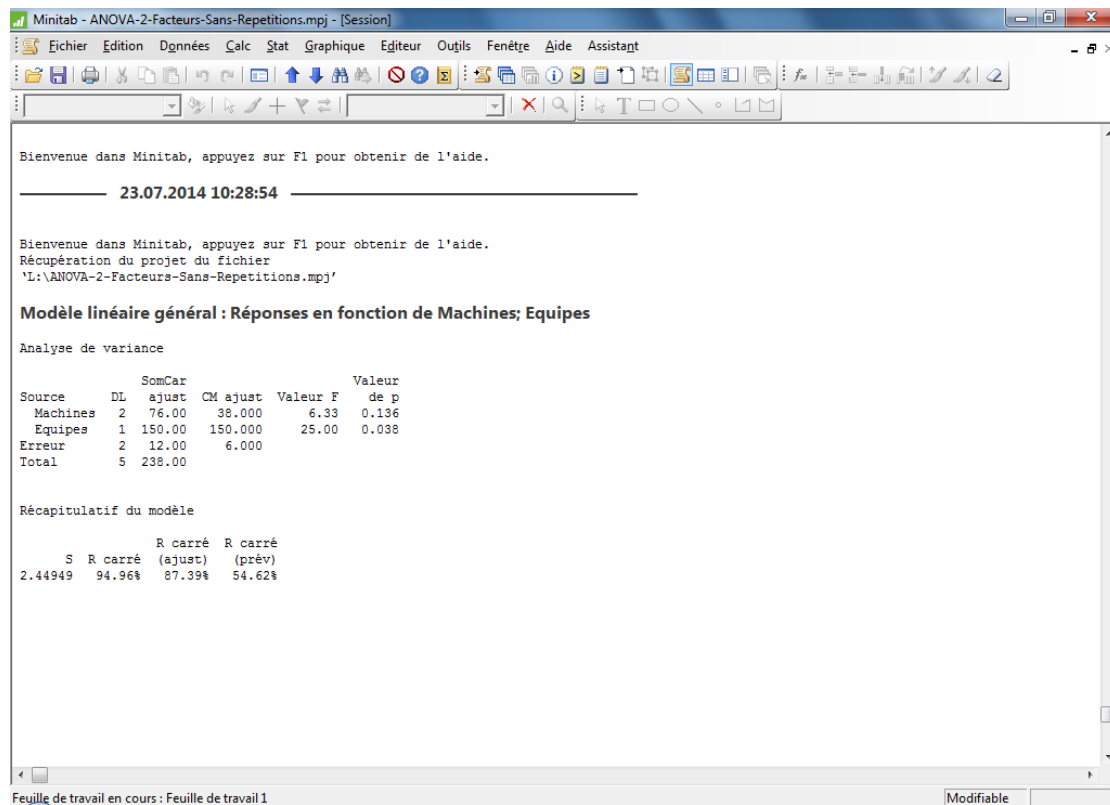 Minitab - ANOVA-2-Facteurs-Sans-Repetitions.mpj - [Session]
Fichier Edition Données Calc Stat Graphique Editeur Outils Fenêtre Aide Assistant
Bienvenue dans Minitab, appuyez sur F1 pour obtenir de l'aide.
23.07.2014 10:28:54
Bienvenue dans Minitab, appuyez sur F1 pour obtenir de l'aide.
Récupération du projet du fichier
'L:\ANOVA-2-Facteurs-Sans-Repetitions.mpj'
Modèle linéaire général : Réponses en fonction de Machines; Equipes
Analyse de variance
SomCar Valeur
Source DL ajust CM ajust Valeur F de p
Machines 2 76.00 38.000 6.33 0.136
Equipes 1 150.00 150.000 25.00 0.038
Erreur 2 12.00 6.000
Total 5 238.00
Récapitulatif du modèle
R carré R carré
S R carré (ajust) (prév)
2.44949 94.96% 87.39% 54.62%
Feuille de travail en cours : Feuille de travail 1 Modifiable